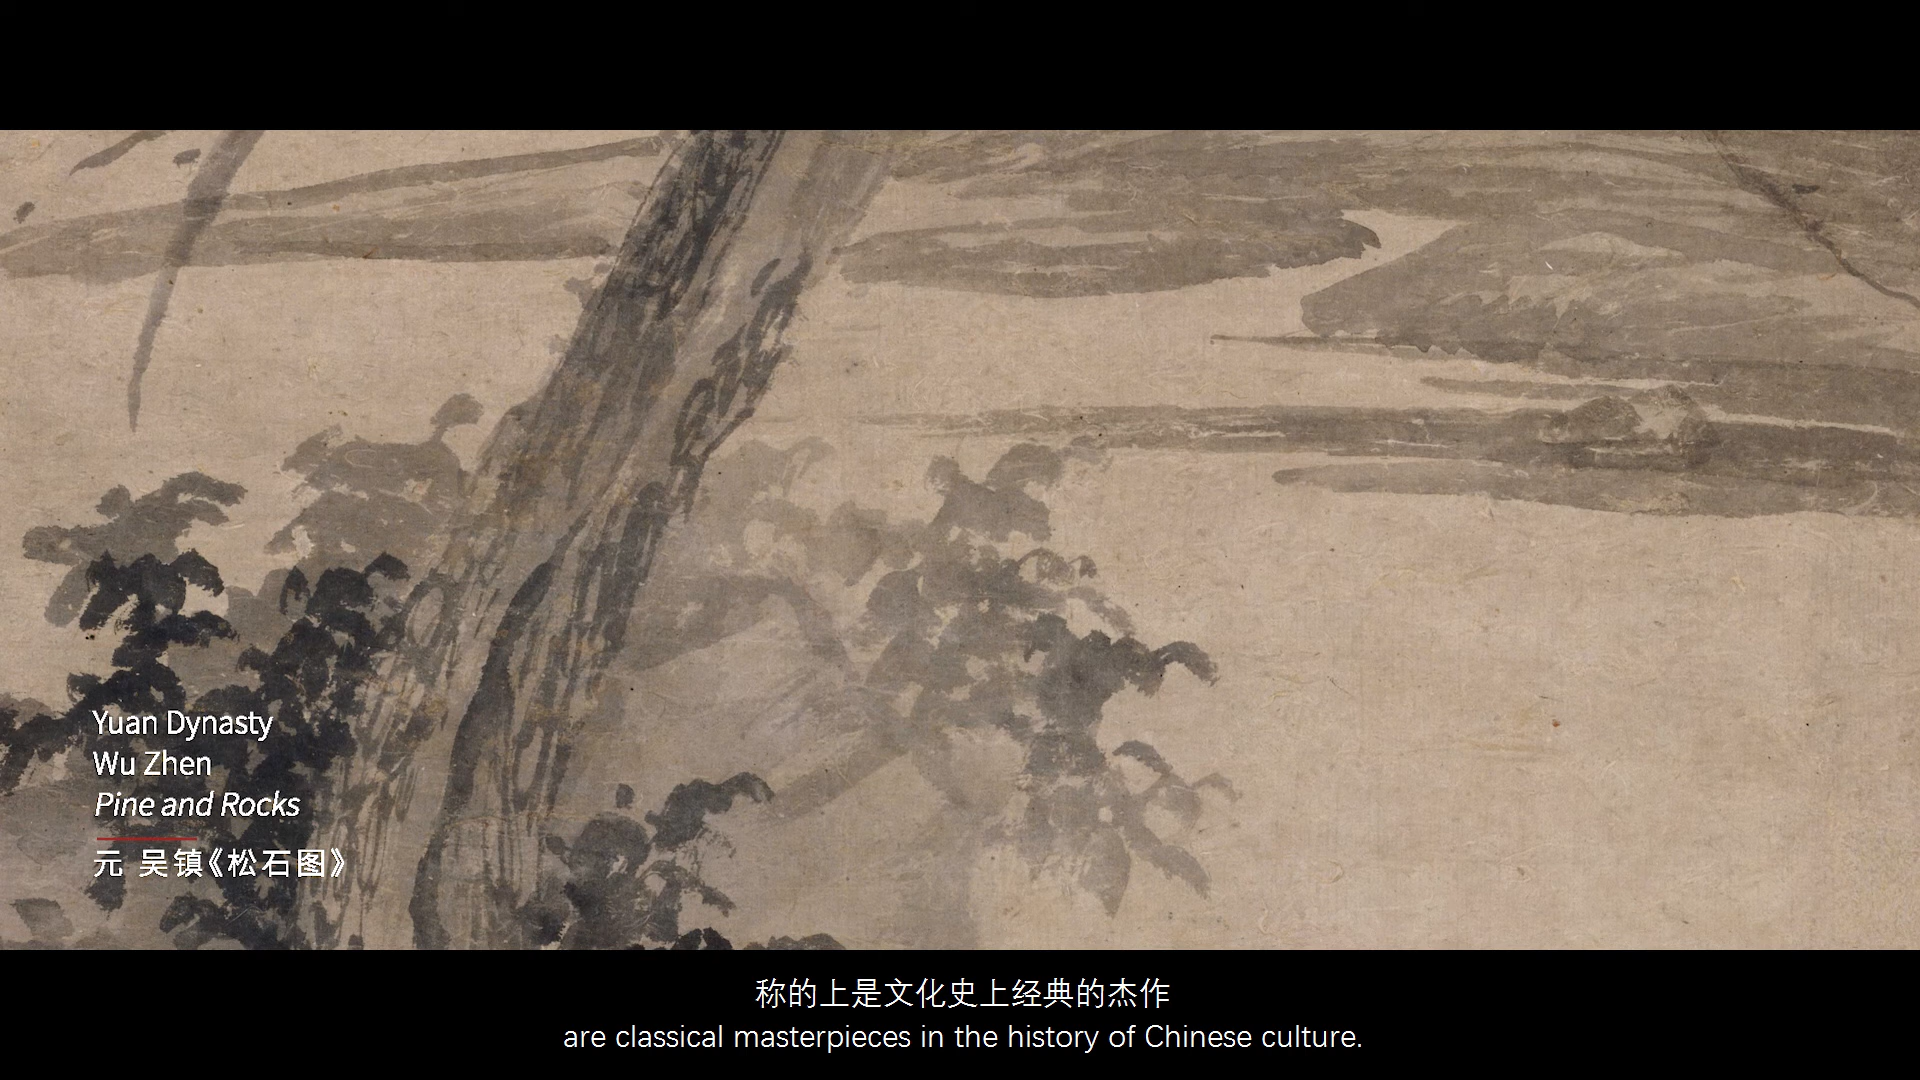 Yuan Dynasty
Wu Zhen
Pine and Rocks
元 吴镇《松石图》
称的上是文化史上经典的杰作
are classical masterpieces in the history of Chinese culture.